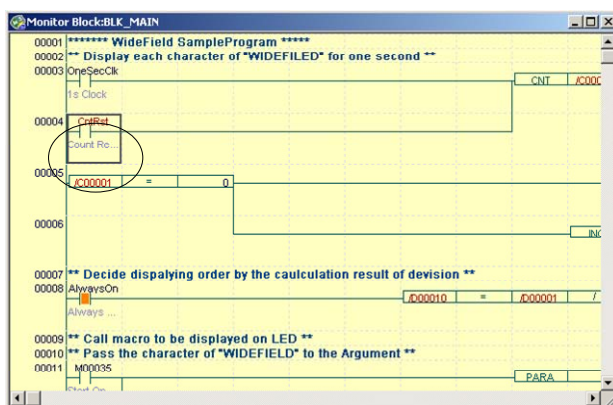 Monitor Block:BLK_MAIN
00001 ******* WideField SampleProgram *****
00002 ** Display each character of "WIDEFILED" for one second **
00003 OneSecClk
CNT /C000
1s Clock
00004 CntRst
Count Re...
00005
/C00001 = 0
00006
INC
00007 ** Decide dispalying order by the caulculation result of devision **
00008 AlwaysOn
/D00010 = /D00001 /
Always ...
00009 ** Call macro to be displayed on LED **
00010 ** Pass the character of "WIDEFIELD" to the Argument **
00011 M00035
PARA
Start On